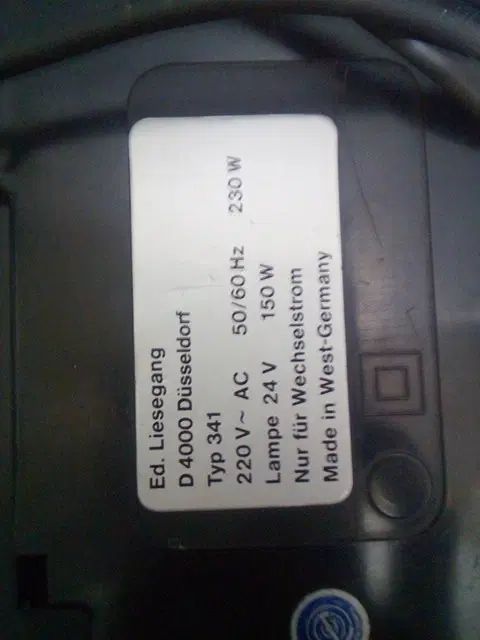 Ed. Liesegang
D 4000 Düsseldorf
Typ 341
220 V ~ AC 50/60 Hz 230 W
Lampe 24 V 150 W
Nur für Wechselstrom
Made in West-Germany